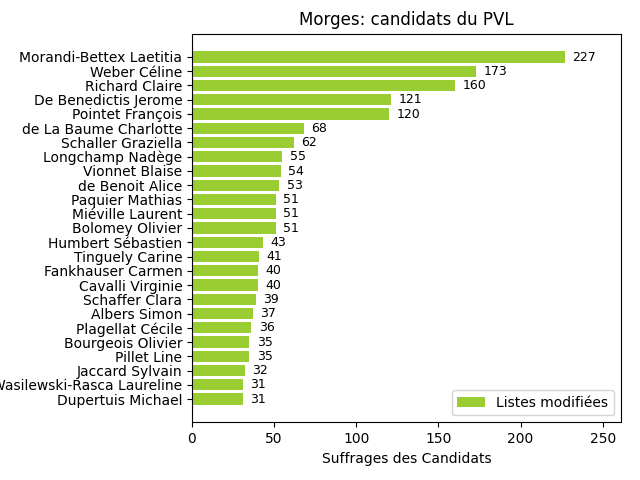 Morges: candidats du PVL
Morandi-Bettex Laetitia 227
Weber Céline 173
Richard Claire 160
De Benedictis Jerome 121
Pointet François 120
de La Baume Charlotte 68
Schaller Graziella 62
Longchamp Nadège 55
Vionnet Blaise 54
de Benoit Alice 53
Paquier Mathias 51
Miéville Laurent 51
Bolomey Olivier 51
Humbert Sébastien 43
Tinguely Carine 41
Fankhauser Carmen 40
Cavalli Virginie 40
Schaffer Clara 39
Albers Simon 37
Plagellat Cécile 36
Bourgeois Olivier 35
Pillet Line 35
Jaccard Sylvain 32
Wasilewski-Rasca Laureline 31
Dupertuis Michael 31
Listes modifiées
0 50 100 150 200 250
Suffrages des Candidats